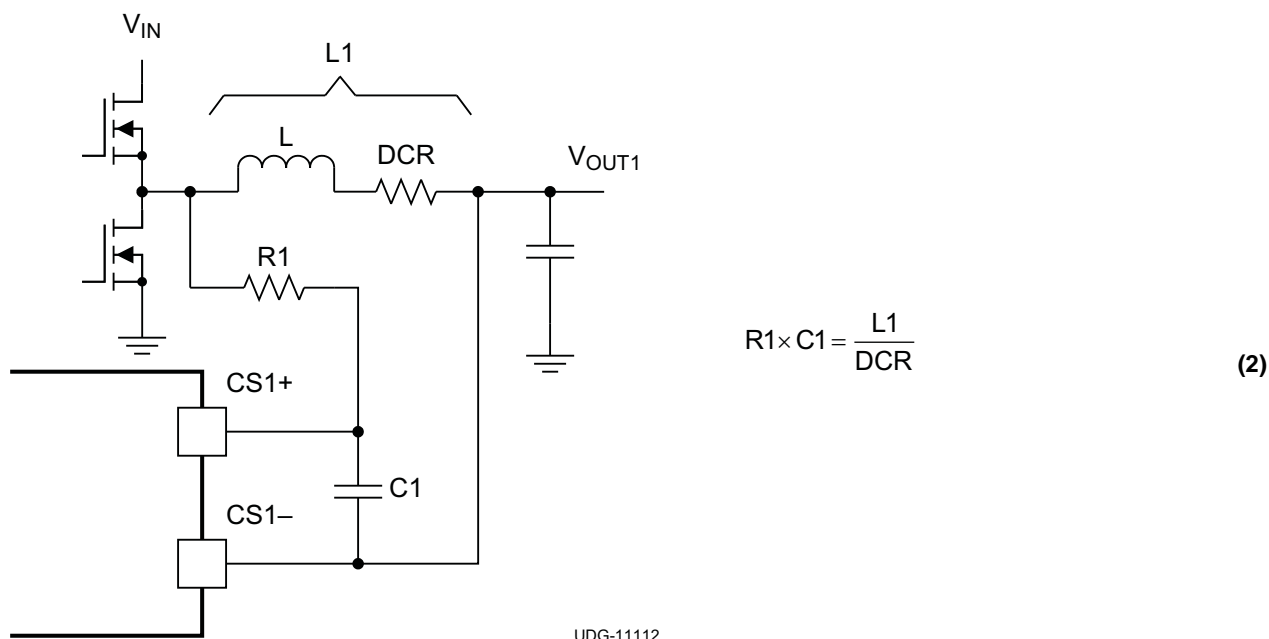 V_IN
L1
L
DCR
V_OUT1
R1
R1 × C1 = L1 / DCR
(2)
CS1+
C1
CS1–
UDG-11112